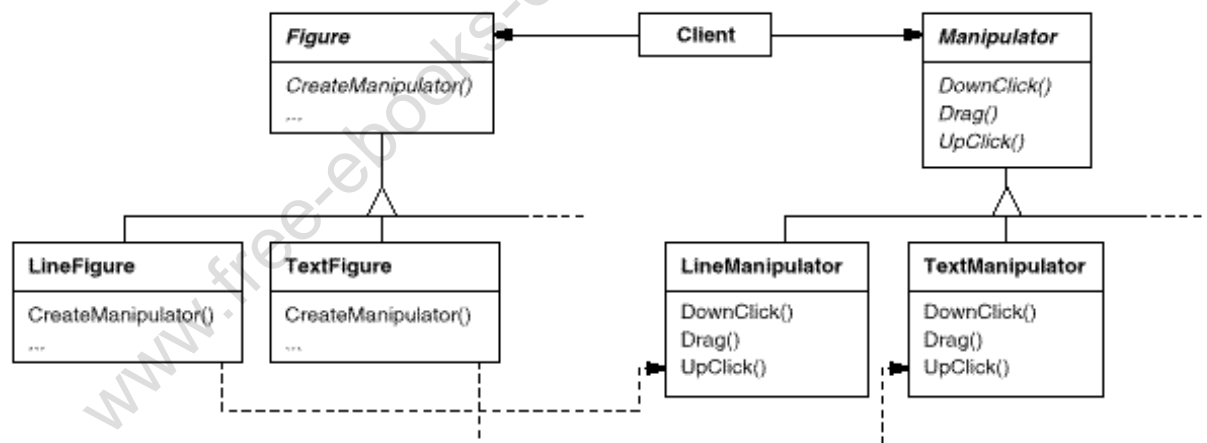 Figure
CreateManipulator()
...
Client
Manipulator
DownClick()
Drag()
UpClick()
LineFigure
CreateManipulator()
...
TextFigure
CreateManipulator()
...
LineManipulator
DownClick()
Drag()
UpClick()
TextManipulator
DownClick()
Drag()
UpClick()
www.free-ebooks-